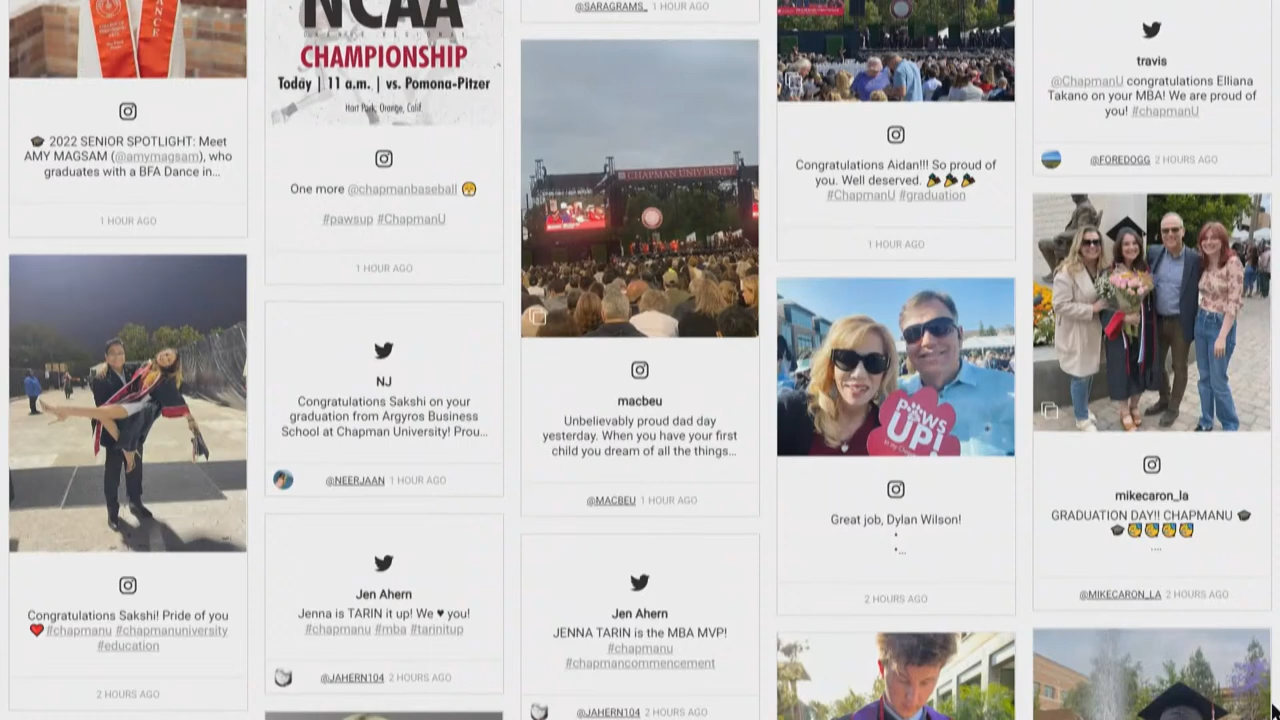 NCAA
CHAMPIONSHIP
Today | 11 a.m. | vs. Pomona-Pitzer
Hart Park, Orange, Calif.
🎓 2022 SENIOR SPOTLIGHT: Meet
AMY MAGSAM (@amymagsam), who
graduates with a BFA Dance in...
1 HOUR AGO
Congratulations Sakshi! Pride of you
❤️#chapmanu #chapmanuniversity
#education
2 HOURS AGO
One more @chapmanbaseball 😤
#pawsup #ChapmanU
1 HOUR AGO
NJ
Congratulations Sakshi on your
graduation from Argyros Business
School at Chapman University! Prou...
@NEERJAAN 1 HOUR AGO
Jen Ahern
Jenna is TARIN it up! We ♥ you!
#chapmanu #mba #tarinitup
@JAHERN104 2 HOURS AGO
@SARAGRAMS_ 1 HOUR AGO
CHAPMAN UNIVERSITY
macbeu
Unbelievably proud dad day
yesterday. When you have your first
child you dream of all the things...
@MACBEU 1 HOUR AGO
Jen Ahern
JENNA TARIN is the MBA MVP!
#chapmanu
#chapmancommencement
@JAHERN104 2 HOURS AGO
Congratulations Aidan!!! So proud of
you. Well deserved. 🎉🎉🎉
#ChapmanU #graduation
1 HOUR AGO
PAWS
UP!
Great job, Dylan Wilson!
•
•...
2 HOURS AGO
travis
@ChapmanU congratulations Elliana
Takano on your MBA! We are proud of
you! #chapmanU
@FOREDOGG 2 HOURS AGO
mikecaron_la
GRADUATION DAY!! CHAPMANU 🎓
🎓🥳🥳🥳🥳
....
@MIKECARON_LA 2 HOURS AGO